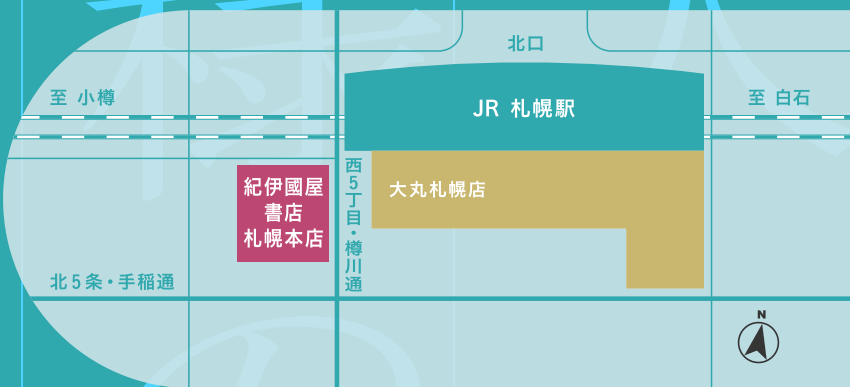 北口
至 小樽
JR 札幌駅
至 白石
西5丁目・樽川通
大丸札幌店
紀伊國屋
書店
札幌本店
北5条・手稲通
N